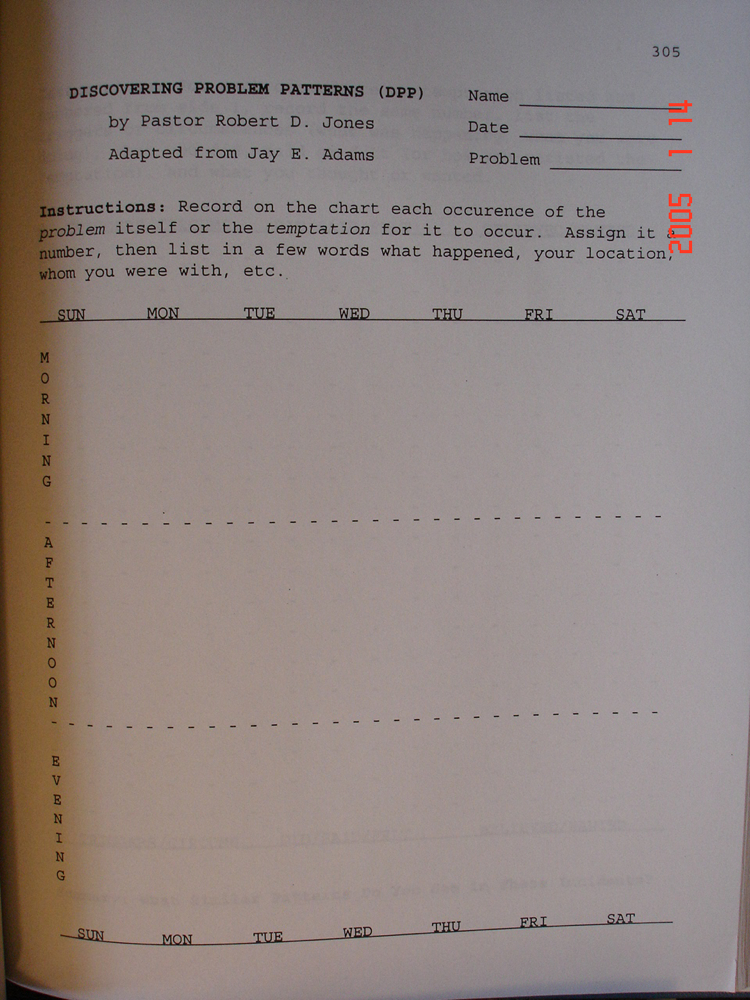 305
DISCOVERING PROBLEM PATTERNS (DPP)
Name
by Pastor Robert D. Jones
Date
Adapted from Jay E. Adams
Problem
Instructions: Record on the chart each occurence of the
problem itself or the temptation for it to occur. Assign it a
number, then list in a few words what happened, your location,
whom you were with, etc.
SUN MON TUE WED THU FRI SAT
MORNING
AFTERNOON
EVENING
SUN MON TUE WED THU FRI SAT
2005 1 14